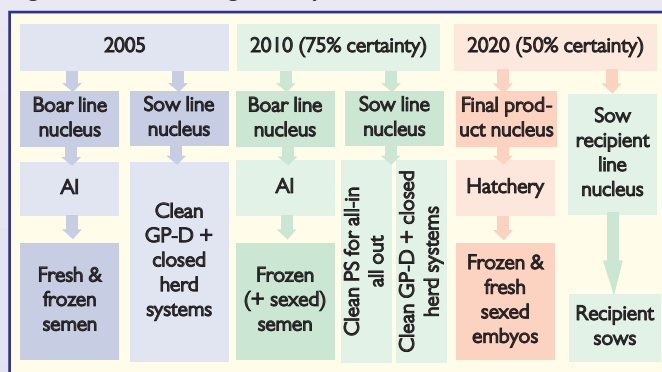 2005
Boar line
nucleus
Sow line
nucleus
AI
Clean
GP-D +
closed
herd
systems
Fresh &
frozen
semen
2010 (75% certainty)
Boar line
nucleus
Sow line
nucleus
AI
Frozen
(+ sexed)
semen
Clean PS for all-in
all out
Clean GP-D + closed
herd systems
2020 (50% certainty)
Final prod-
uct nucleus
Hatchery
Frozen &
fresh
sexed
embyos
Sow
recipient
line
nucleus
Recipient
sows